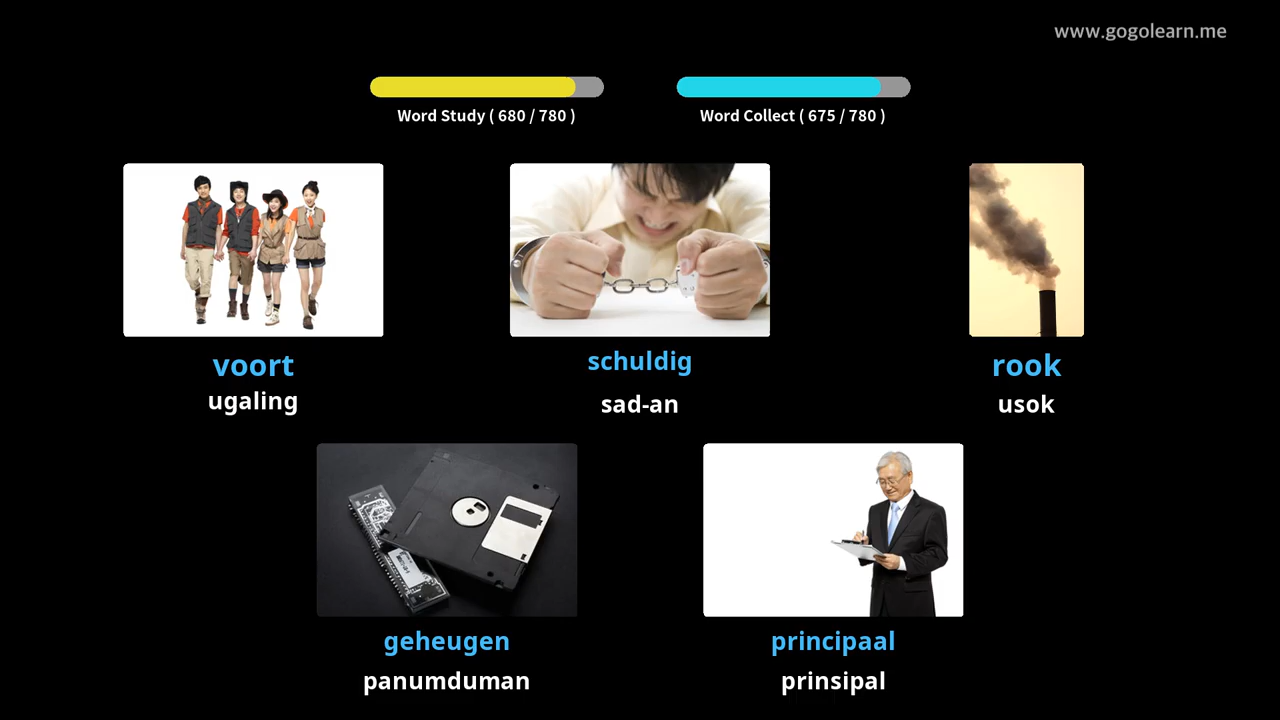 www.gogolearn.me
Word Study ( 680 / 780 )
Word Collect ( 675 / 780 )
voort
ugaling
schuldig
sad-an
rook
usok
geheugen
panumduman
principaal
prinsipal